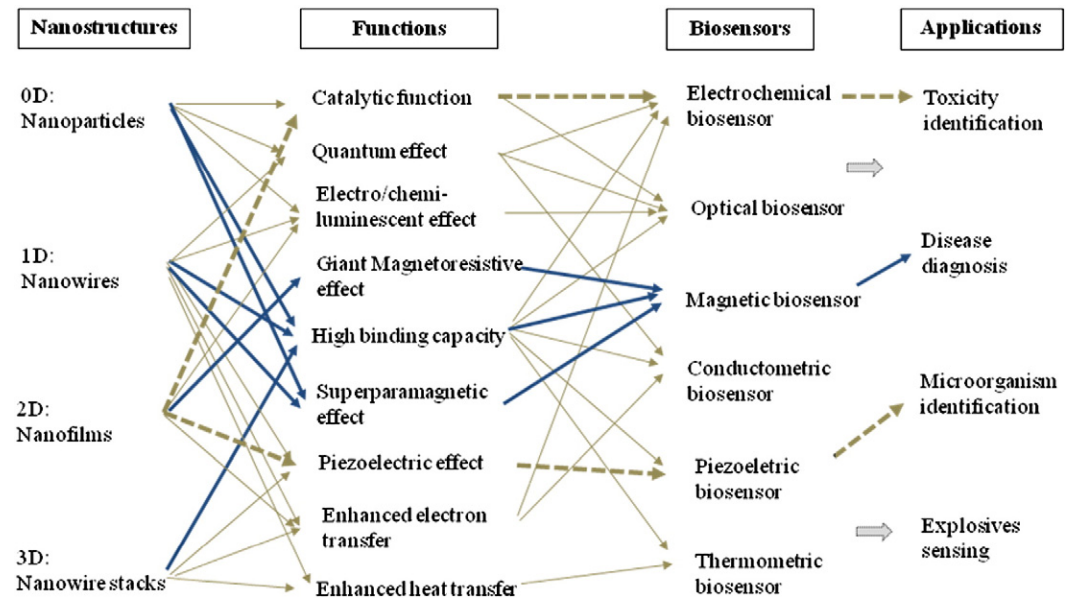 Nanostructures
Functions
Biosensors
Applications
0D:
Nanoparticles
1D:
Nanowires
2D:
Nanofilms
3D:
Nanowire stacks
Catalytic function
Quantum effect
Electro/chemi-
luminescent effect
Giant Magnetoresistive
effect
High binding capacity
Superparamagnetic
effect
Piezoelectric effect
Enhanced electron
transfer
Enhanced heat transfer
Electrochemical
biosensor
Optical biosensor
Magnetic biosensor
Conductometric
biosensor
Piezoeletric
biosensor
Thermometric
biosensor
Toxicity
identification
Disease
diagnosis
Microorganism
identification
Explosives
sensing